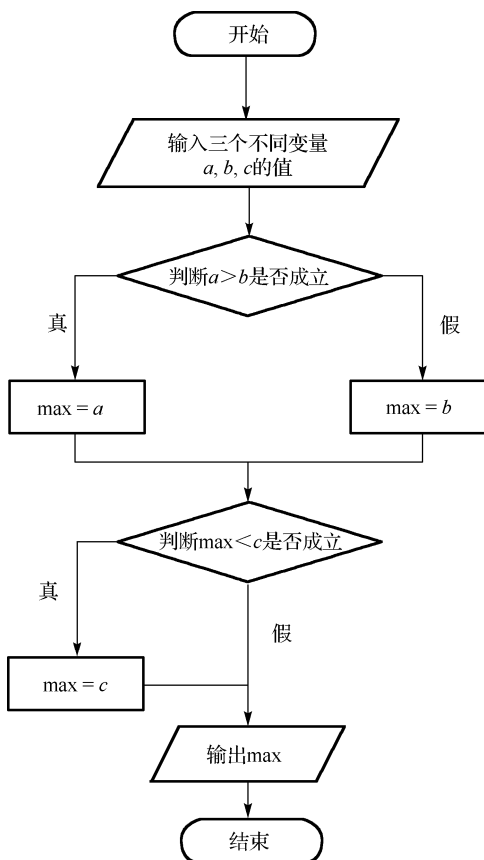 开始
输入三个不同变量
a, b, c的值
判断a>b是否成立
真
假
max = a
max = b
判断max<c是否成立
真
假
max = c
输出max
结束